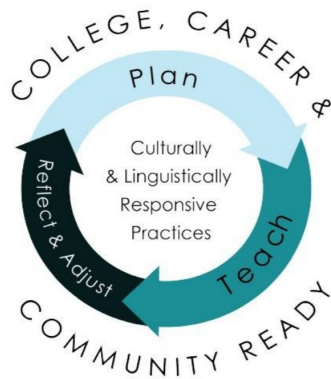 COLLEGE, CAREER &
Plan
Culturally
& Linguistically
Responsive
Practices
Teach
Reflect & Adjust
COMMUNITY READY